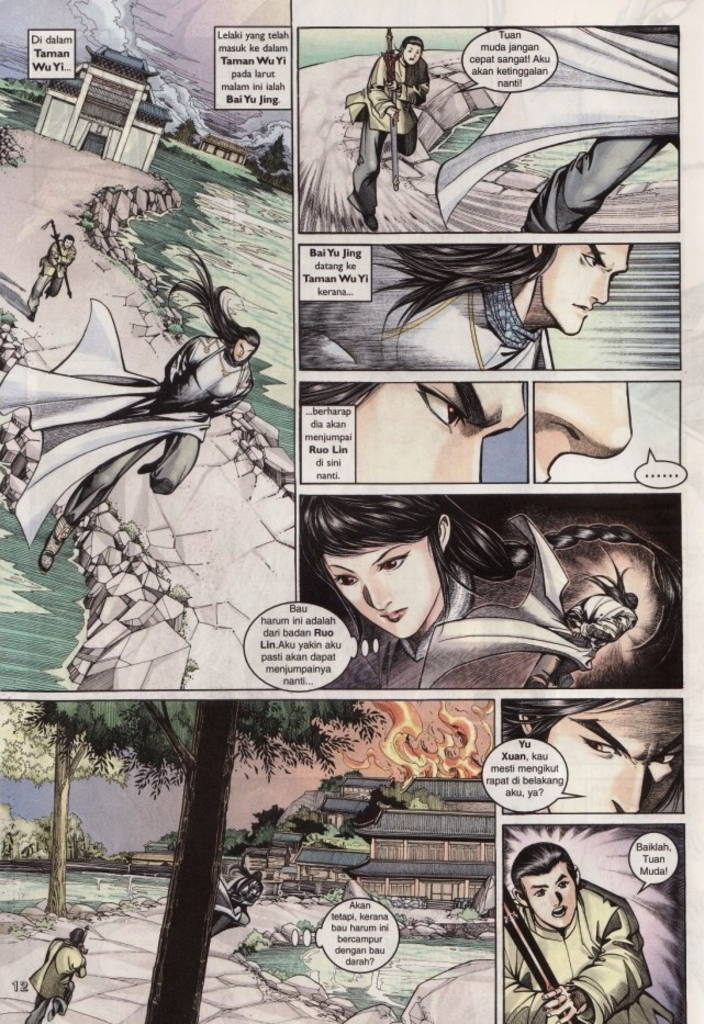 Di dalam
Taman
Wu Yi...
Lelaki yang telah
masuk ke dalam
Taman Wu Yi
pada larut
malam ini ialah
Bai Yu Jing.
Tuan
muda jangan
cepat sangat! Aku
akan ketinggalan
nanti!
Bai Yu Jing
datang ke
Taman Wu Yi
kerana...
...berharap
dia akan
menjumpai
Ruo Lin
di sini
nanti.
......
Bau
harum ini adalah
dari badan Ruo
Lin.Aku yakin aku
pasti akan dapat
menjumpainya
nanti...
Yu
Xuan, kau
mesti mengikut
rapat di belakang
aku, ya?
Akan
tetapi, kerana
bau harum ini
bercampur
dengan bau
darah?
Baiklah,
Tuan
Muda!
12